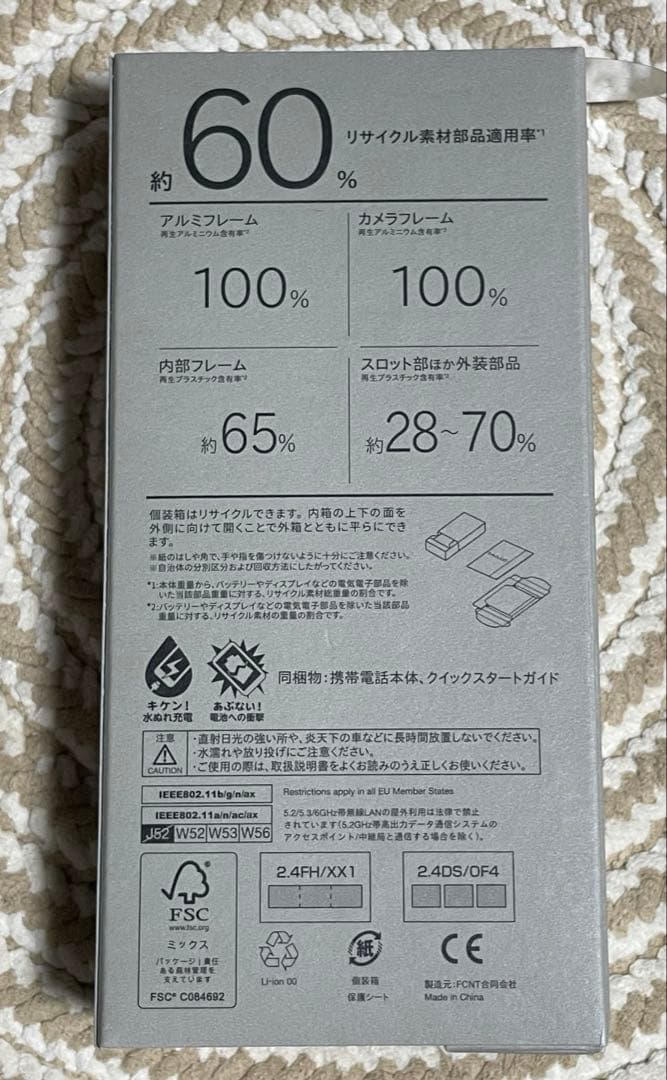 約60%
リサイクル素材部品適用率*1
アルミフレーム
再生アルミニウム含有率*2
100%
カメラフレーム
再生アルミニウム含有率*2
100%
内部フレーム
再生プラスチック含有率*2
約65%
スロット部ほか外装部品
再生プラスチック含有率*2
約28~70%
個装箱はリサイクルできます。内箱の上下の面を
外側に向けて開くことで外箱とともに平らにでき
ます。
※紙のはしや角で、手や指を傷つけないように十分にご注意ください。
※自治体の分別区分および回収方法にしたがってください。
*1:本体重量から、バッテリーやディスプレイなどの電気電子部品を除
いた当該部品重量に対する、リサイクル素材総重量の割合です。
*2:バッテリーやディスプレイなどの電気電子部品を除いた当該部品
重量に対する、リサイクル素材の重量の割合です。
キケン!
水ぬれ充電
あぶない!
電池への衝撃
同梱物:携帯電話本体、クイックスタートガイド
注意
CAUTION
・直射日光の強い所や、炎天下の車などに長時間放置しないでください。
・水濡れや放り投げにご注意ください。
・ご使用の際は、取扱説明書をよくお読みのうえ正しくお使いください。
IEEE802.11b/g/n/ax
IEEE802.11a/n/ac/ax
J52 W52 W53 W56
Restrictions apply in all EU Member States
5.2/5.3/6GHz帯無線LANの屋外利用は法律で禁止
されています(5.2GHz帯高出力データ通信システムの
アクセスポイント/中継局と通信する場合を除く)。
FSC
www.fsc.org
ミックス
パッケージ|責任
ある森林管理を
支えています
FSC® C084692
2.4FH/XX1
2.4DS/OF4
Li-ion 00
紙
個装箱
保護シート
CE
製造元:FCNT合同会社
Made in China